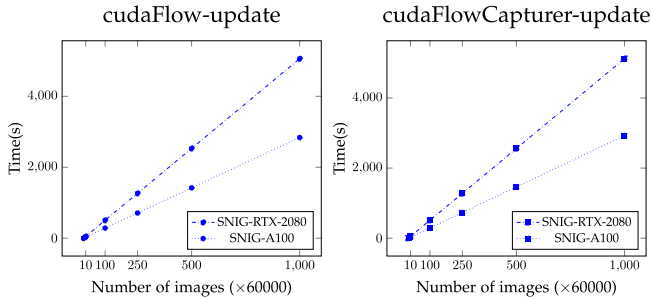 cudaFlow-update
Time(s)
4,000
2,000
0
10 100 250 500 1,000
Number of images (×60000)
SNIG-RTX-2080
SNIG-A100
cudaFlowCapturer-update
Time(s)
4,000
2,000
0
10 100 250 500 1,000
Number of images (×60000)
SNIG-RTX-2080
SNIG-A100